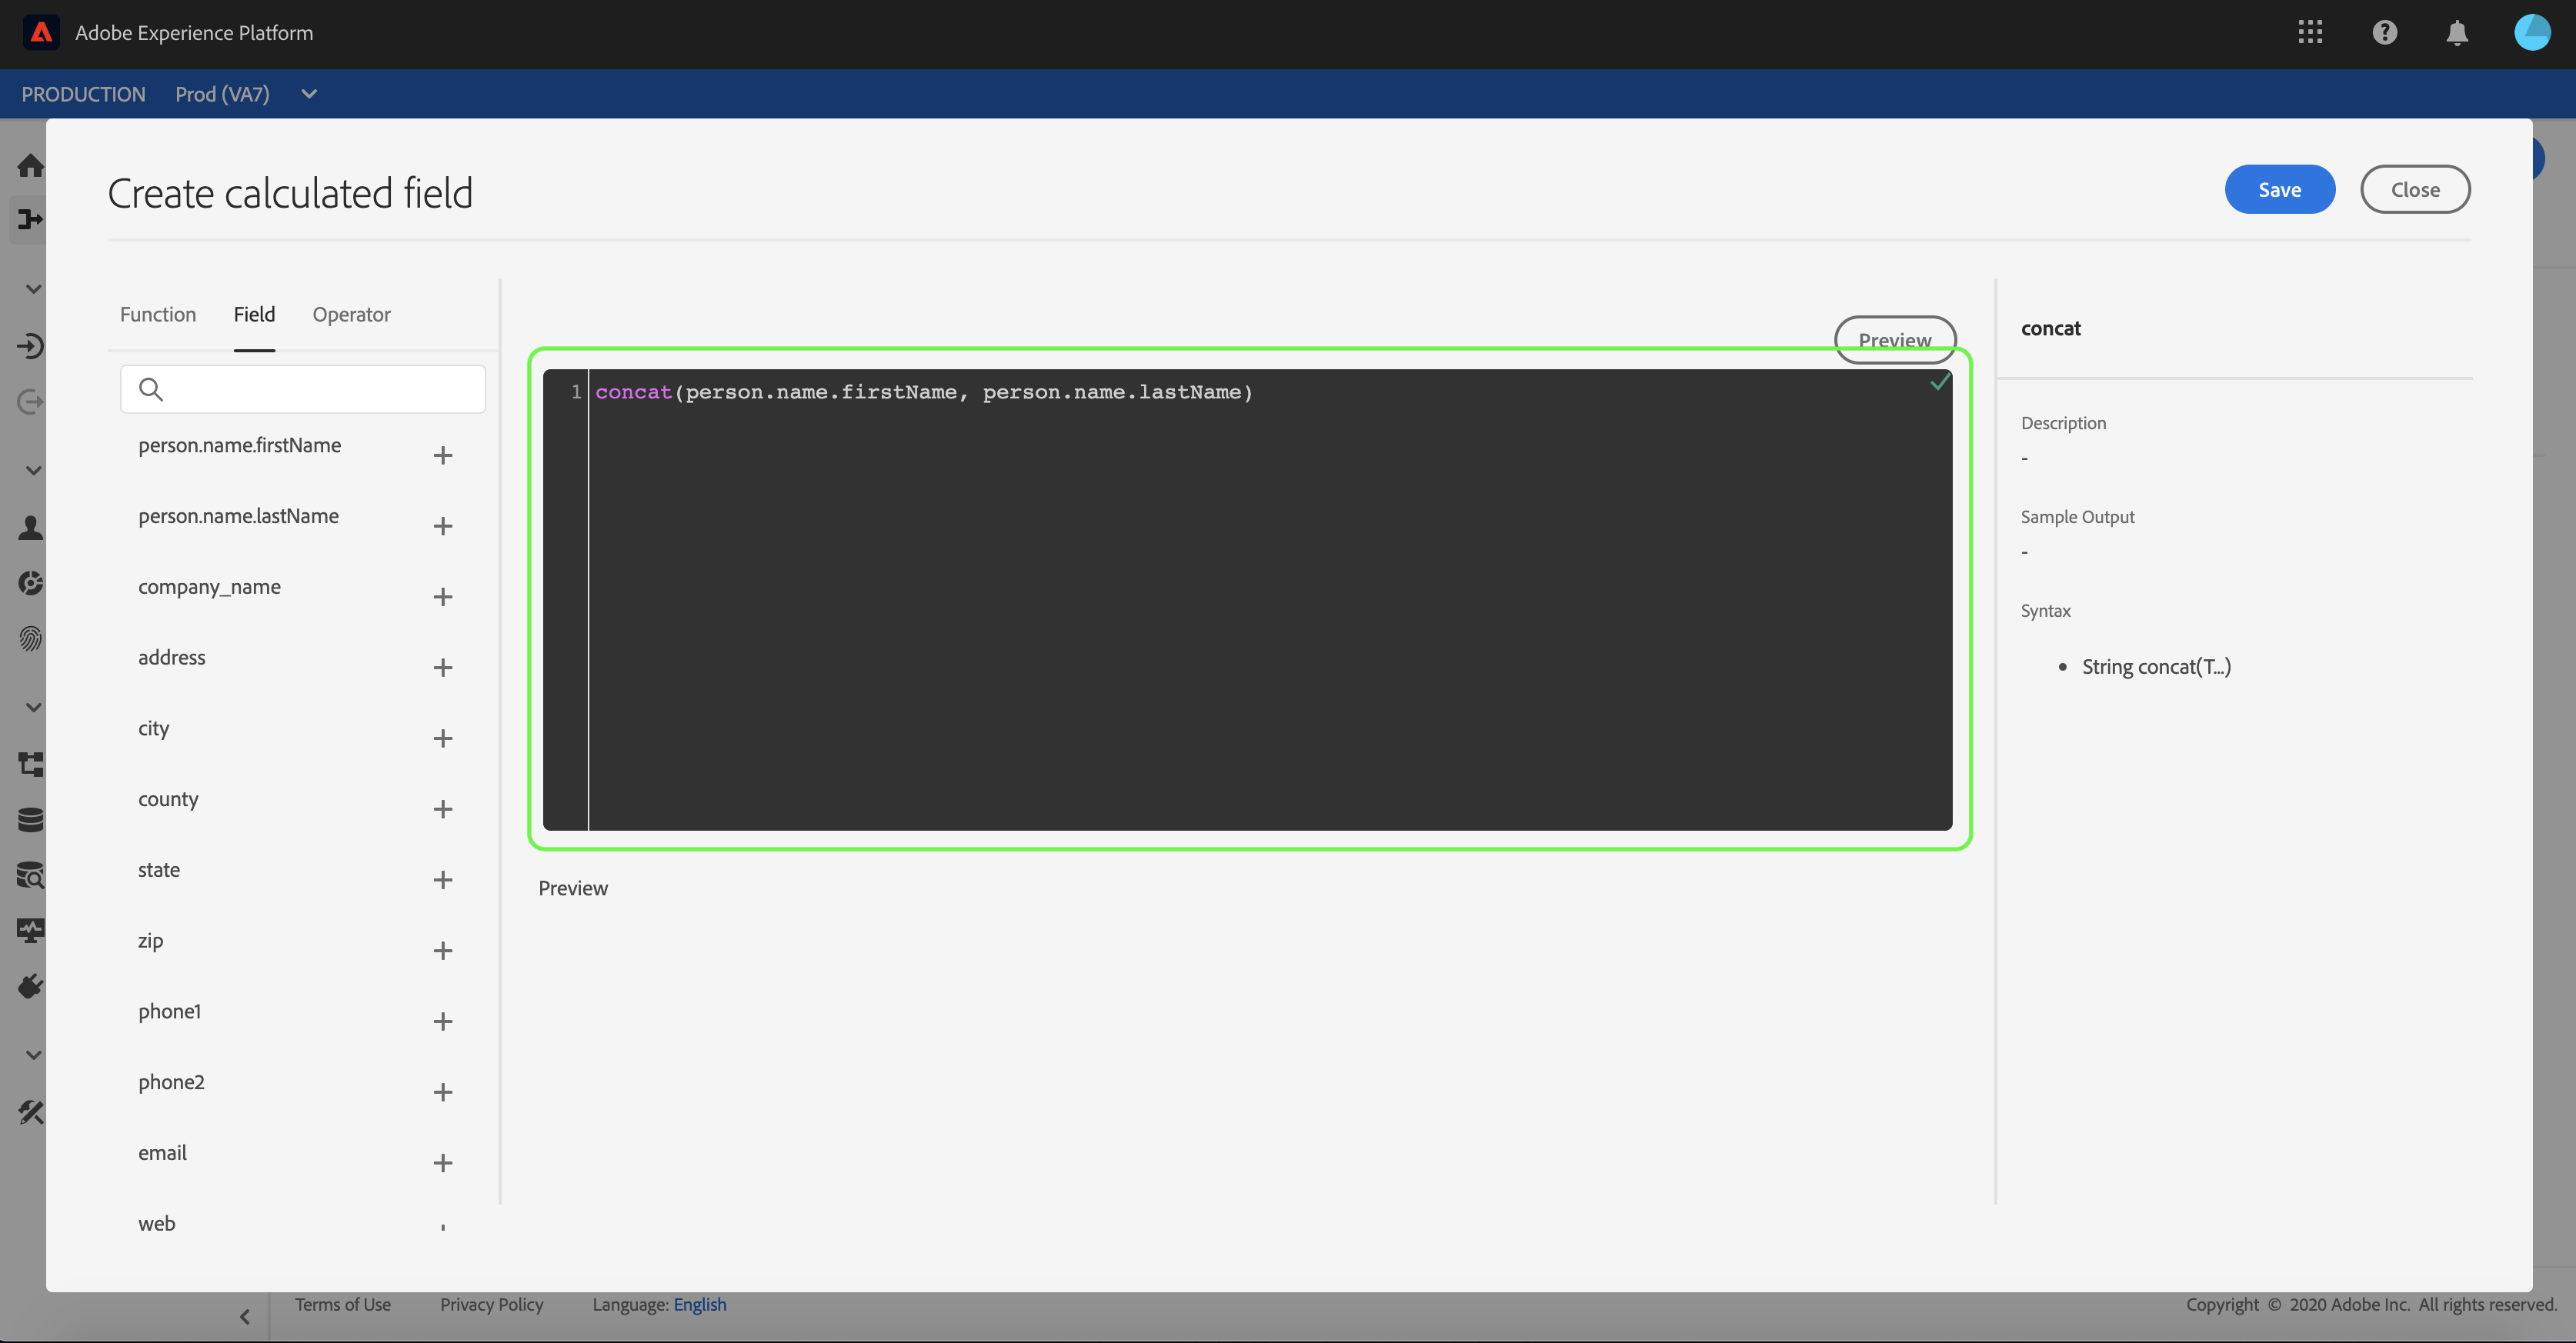 Adobe Experience Platform
PRODUCTION Prod (VA7)
Create calculated field
Save Close
Function Field Operator
person.name.firstName
person.name.lastName
company_name
address
city
county
state
zip
phone1
phone2
email
web
Preview
1 concat(person.name.firstName, person.name.lastName)
Preview
concat
Description
-
Sample Output
-
Syntax
• String concat(T...)
Terms of Use Privacy Policy Language: English
Copyright © 2020 Adobe Inc. All rights reserved.